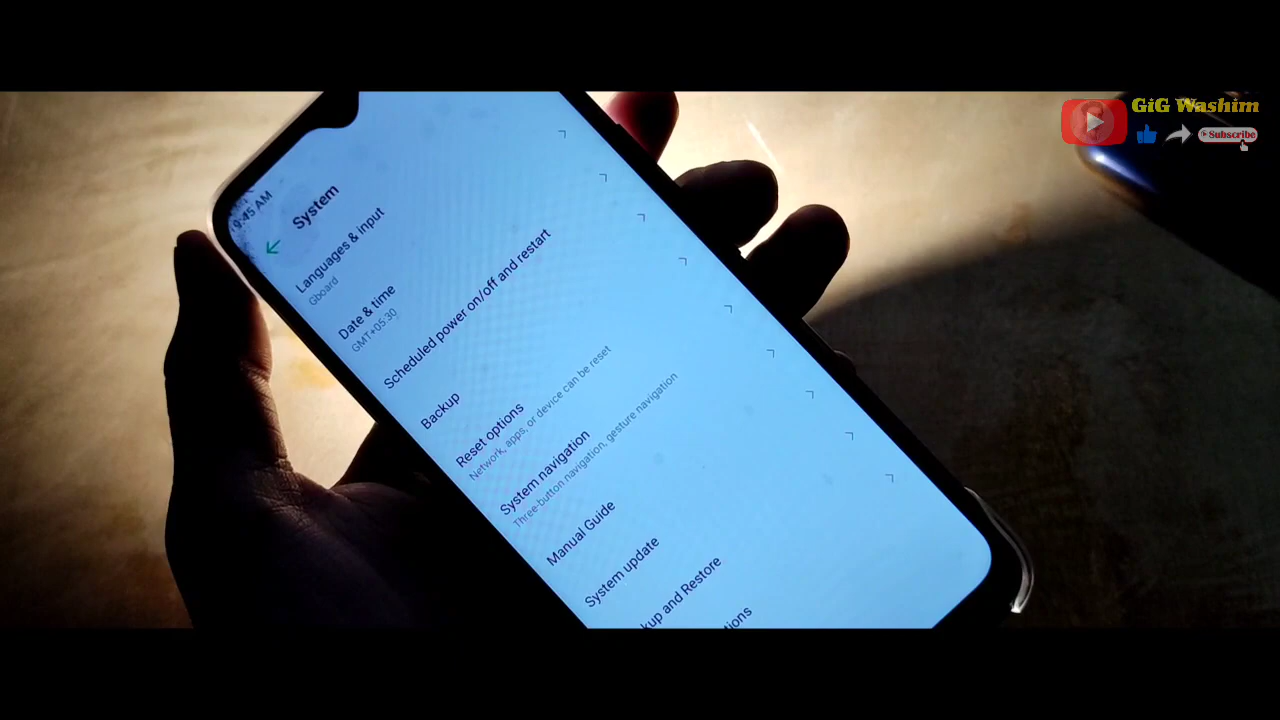 GiG Washim
Subscribe
9:45 AM
System
Languages & input
Gboard
Date & time
GMT+05:30
Scheduled power on/off and restart
Backup
Reset options
Network, apps, or device can be reset
System navigation
Three-button navigation, gesture navigation
Manual Guide
System update
kup and Restore
tions